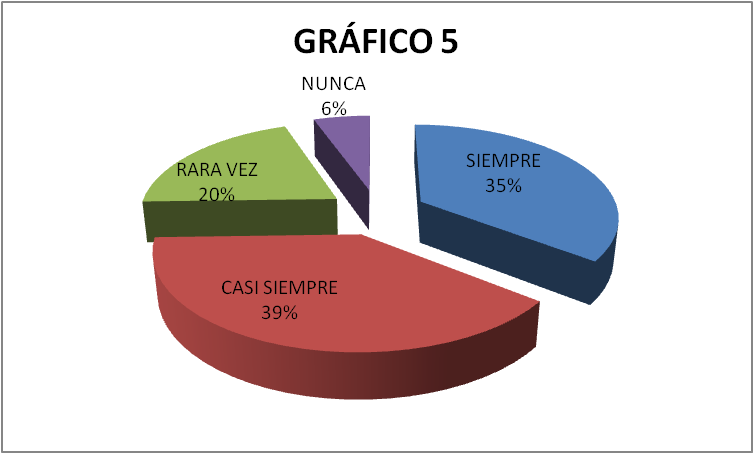 GRÁFICO 5
NUNCA
6%
SIEMPRE
35%
RARA VEZ
20%
CASI SIEMPRE
39%